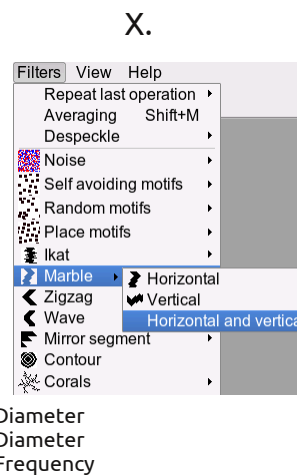 X.
Filters View Help
Repeat last operation
Averaging Shift+M
Despeckle
Noise
Self avoiding motifs
Random motifs
Place motifs
Ikat
Marble
Horizontal
Zigzag
Vertical
Wave
Horizontal and vertica
Mirror segment
Contour
Corals
Diameter
Diameter
Frequency